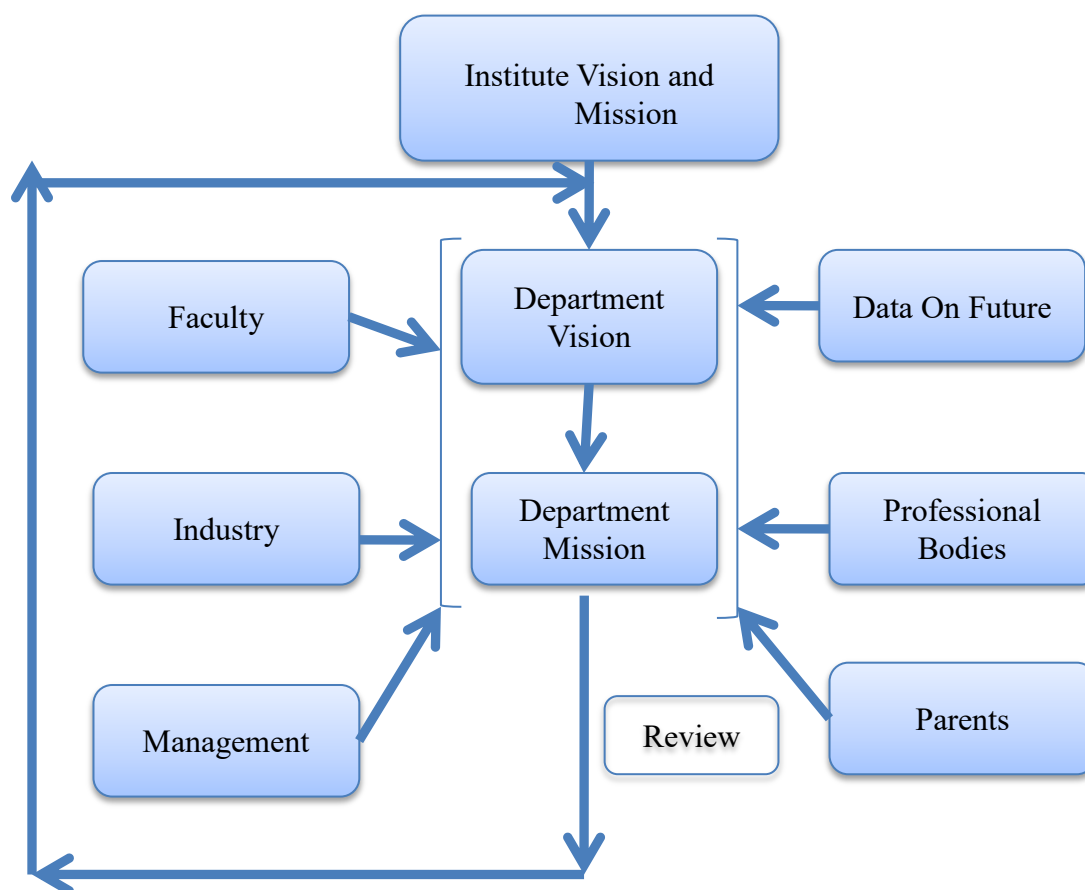 Institute Vision and
Mission
Faculty
Department
Vision
Data On Future
Industry
Department
Mission
Professional
Bodies
Management
Review
Parents